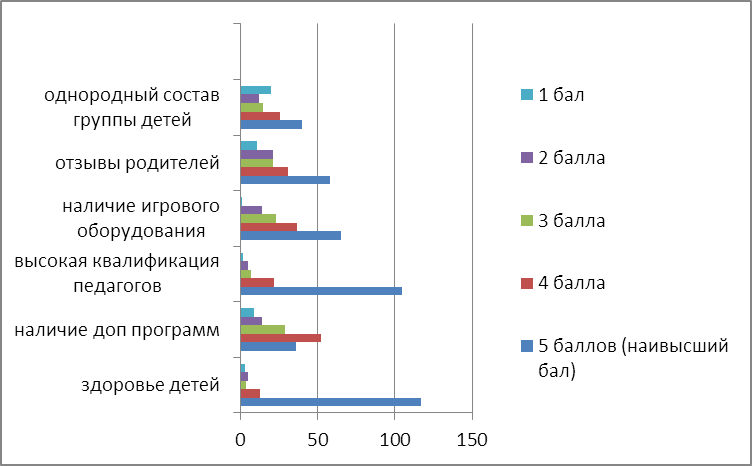 однородный состав
группы детей
отзывы родителей
наличие игрового
оборудования
высокая квалификация
педагогов
наличие доп программ
здоровье детей
0 50 100 150
1 бал
2 балла
3 балла
4 балла
5 баллов (наивысший
бал)